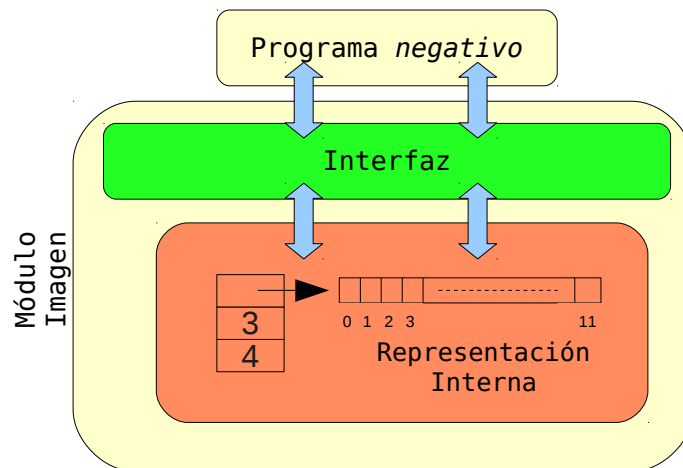 Programa negativo
Interfaz
Módulo
Imagen
3
4
0 1 2 3 11
Representación
Interna